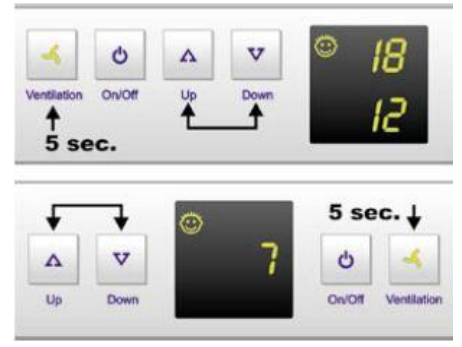 18
Ventilation On/Off Up Down 12
5 sec.
5 sec.
7
Up Down On/Off Ventilation